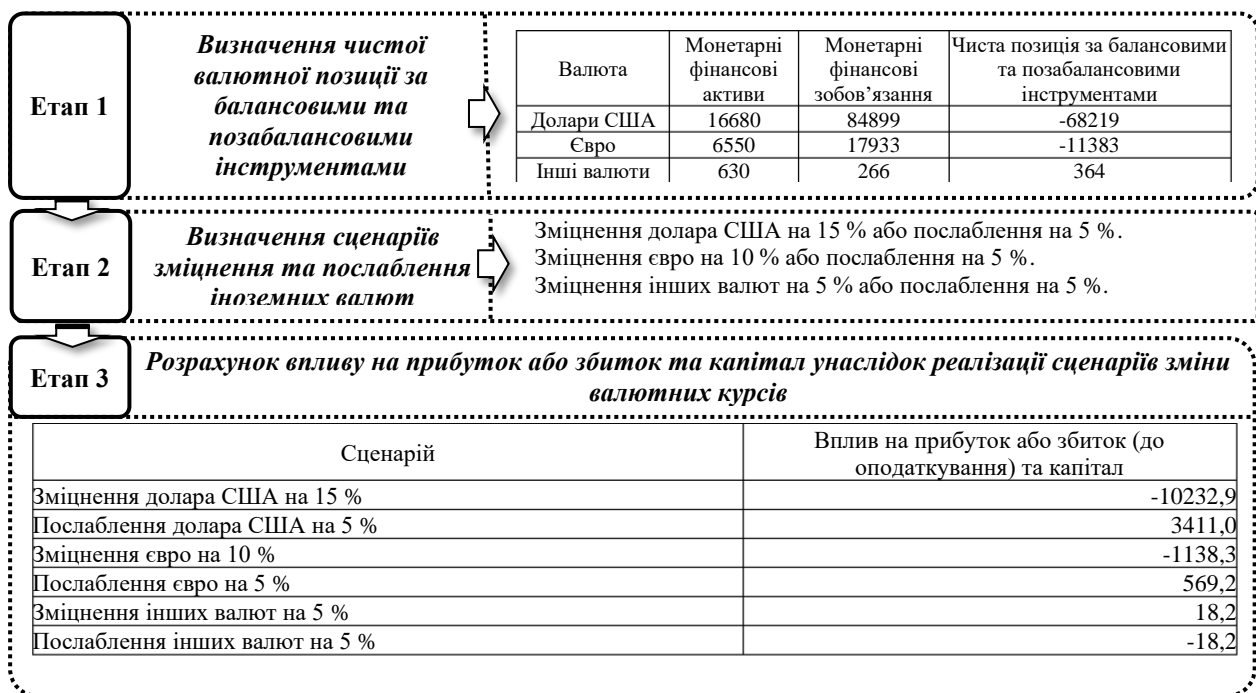 Етап 1
Визначення чистої
валютної позиції за
балансовими та
позабалансовими
інструментами
Валюта
Монетарні
фінансові
активи
Монетарні
фінансові
зобов’язання
Чиста позиція за балансовими
та позабалансовими
інструментами
Долари США 16680 84899 -68219
Євро 6550 17933 -11383
Інші валюти 630 266 364
Етап 2
Визначення сценаріїв
зміцнення та послаблення
іноземних валют
Зміцнення долара США на 15 % або послаблення на 5 %.
Зміцнення євро на 10 % або послаблення на 5 %.
Зміцнення інших валют на 5 % або послаблення на 5 %.
Етап 3
Розрахунок впливу на прибуток або збиток та капітал унаслідок реалізації сценаріїв зміни
валютних курсів
Сценарій
Вплив на прибуток або збиток (до
оподаткування) та капітал
Зміцнення долара США на 15 % -10232,9
Послаблення долара США на 5 % 3411,0
Зміцнення євро на 10 % -1138,3
Послаблення євро на 5 % 569,2
Зміцнення інших валют на 5 % 18,2
Послаблення інших валют на 5 % -18,2